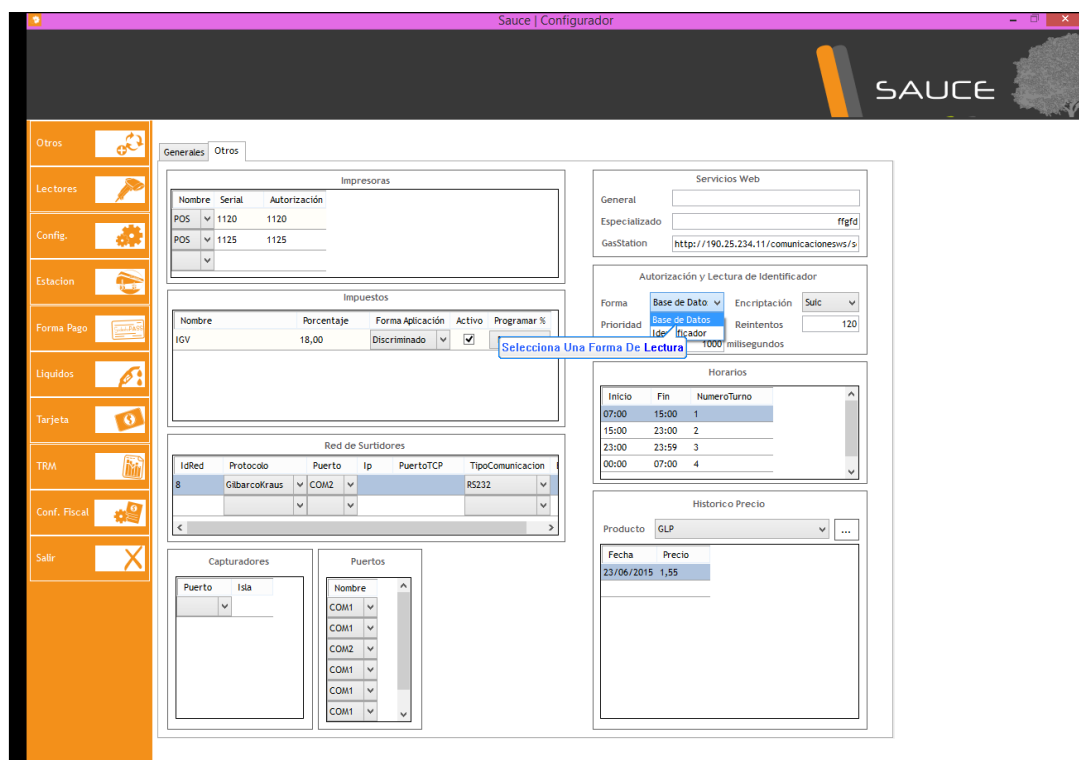 Sauce | Configurador
SAUCE
Otros
Lectores
Config.
Estacion
Forma Pago
Liquidos
Tarjeta
TRM
Conf. Fiscal
Salir
Generales Otros
Impresoras
Nombre Serial Autorización
POS 1120 1120
POS 1125 1125
Impuestos
Nombre Porcentaje Forma Aplicación Activo Programar %
IGV 18,00 Discriminado
Red de Surtidores
IdRed Protocolo Puerto Ip PuertoTCP TipoComunicacion
8 GilbarcoKraus COM2 RS232
Capturadores
Puerto Isla
Puertos
Nombre
COM1
COM1
COM2
COM1
COM1
COM1
Servicios Web
General
Especializado ffgfd
GasStation http://190.25.234.11/comunicacionesws/s
Autorización y Lectura de Identificador
Forma Base de Dato Encriptación Suic
Prioridad Base de Datos Reintentos 120
Selecciona Una Forma De Lectura
1000 milisegundos
Horarios
Inicio Fin NumeroTurno
07:00 15:00 1
15:00 23:00 2
23:00 23:59 3
00:00 07:00 4
Historico Precio
Producto GLP ...
Fecha Precio
23/06/2015 1,55